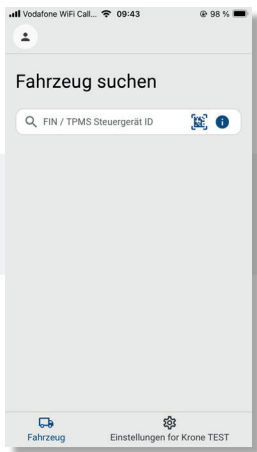 Vodafone WiFi Call... 09:43 98 %
Fahrzeug suchen
FIN / TPMS Steuergerät ID
Fahrzeug
Einstellungen for Krone TEST